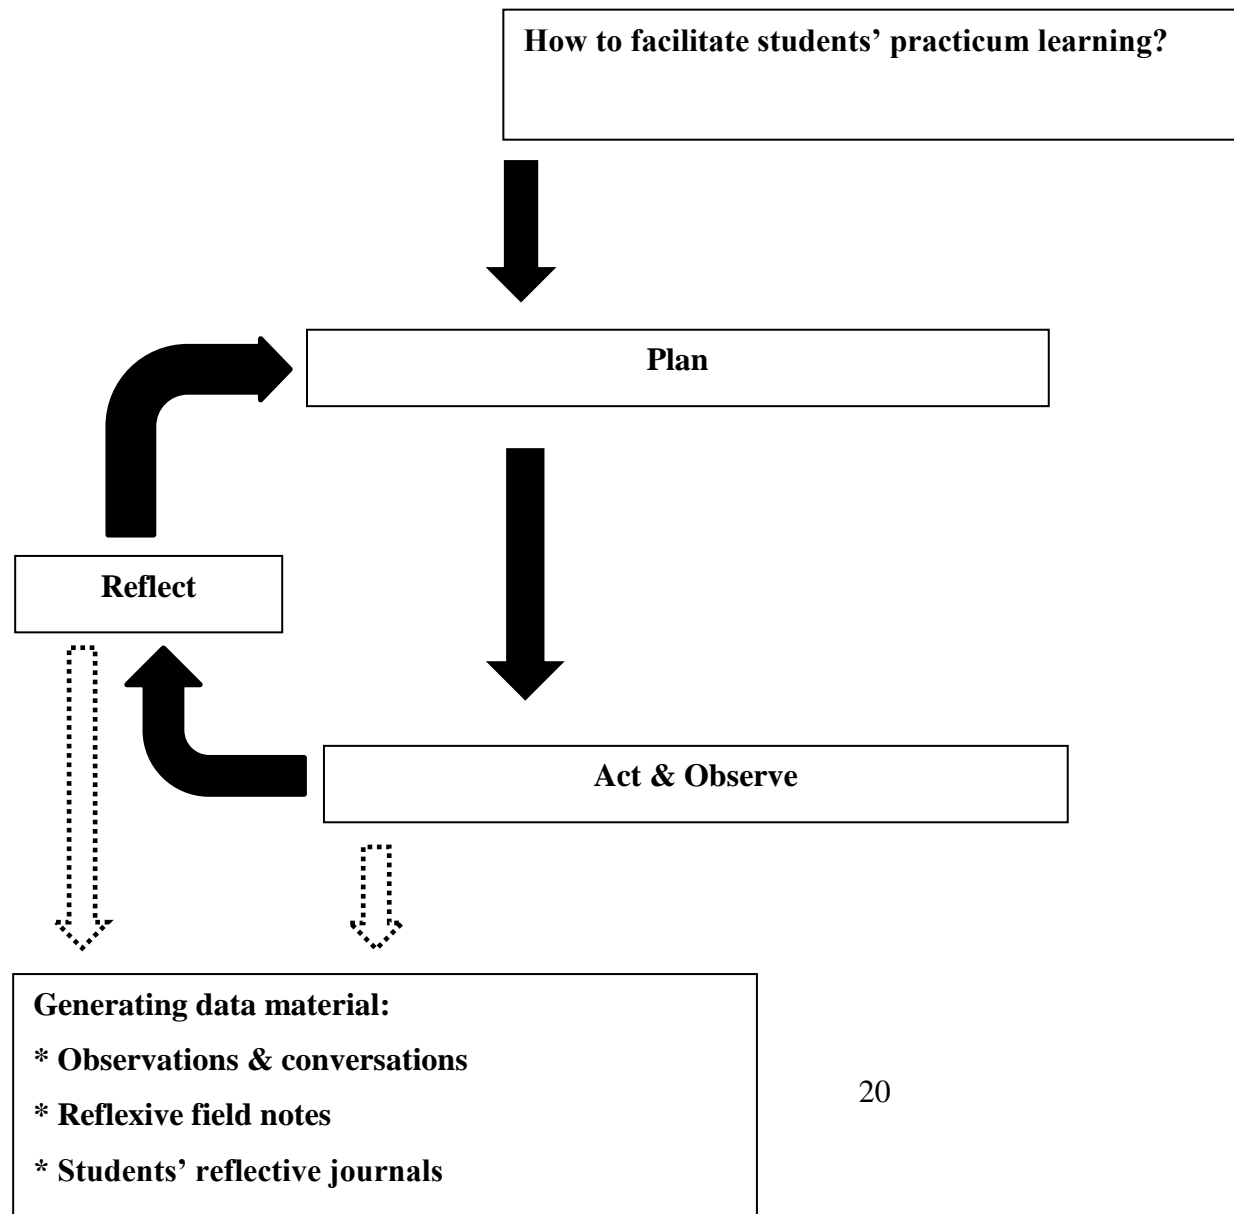 How to facilitate students’ practicum learning?
Plan
Reflect
Act & Observe
Generating data material:
* Observations & conversations
* Reflexive field notes
* Students’ reflective journals
20